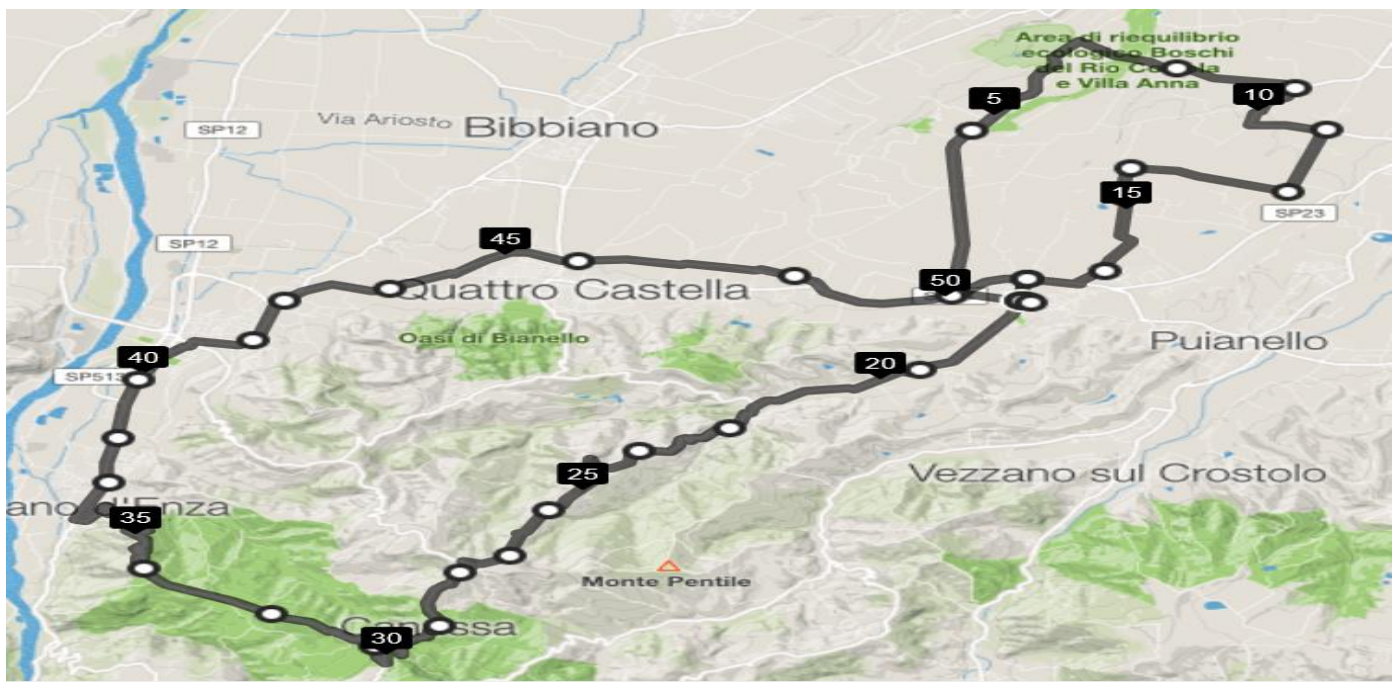 Area di riequilibrio
ecologico Boschi
del Rio
e Villa Anna
5
10
SP12
Via Ariosto
Bibbiano
15
SP23
SP12
45
50
Quattro Castella
Oasi di Bianello
Puianello
40
SP513
20
25
Vezzano sul Crostolo
ano d'Enza
35
Monte Pentile
30